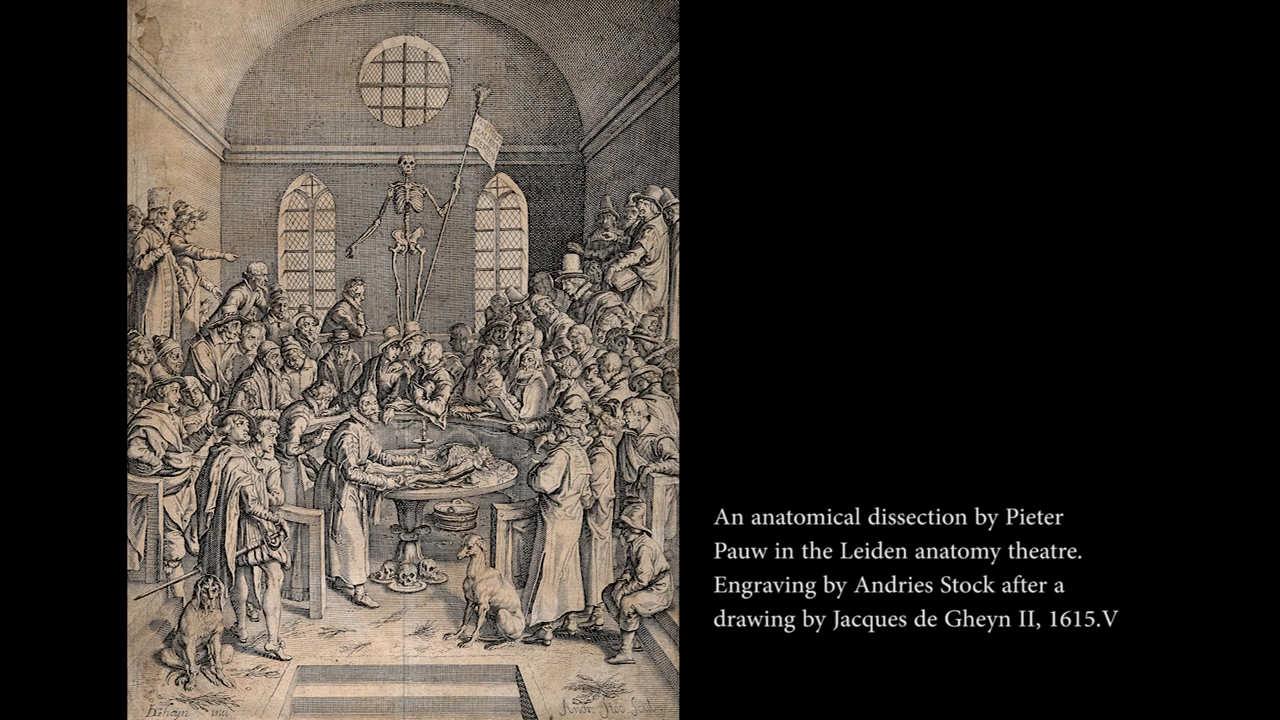 An anatomical dissection by Pieter
Pauw in the Leiden anatomy theatre.
Engraving by Andries Stock after a
drawing by Jacques de Gheyn II, 1615.V